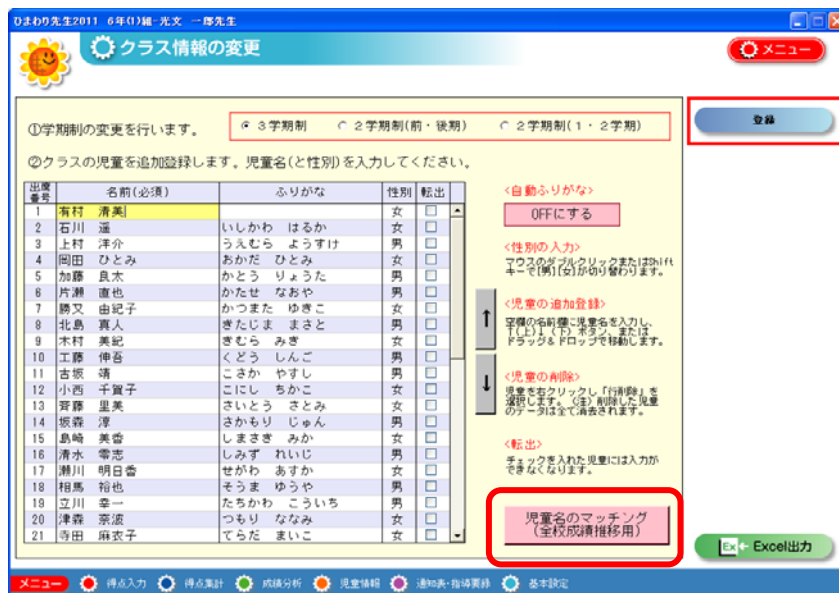 ひまわり先生2011 6年(1)組-光文 一郎先生
クラス情報の変更
メニュー
①学期制の変更を行います。
3学期制 2学期制(前・後期) 2学期制(1・2学期)
登録
②クラスの児童を追加登録します。児童名(と性別)を入力してください。
出席番号 名前(必須) ふりがな 性別 転出
1 有村 清美 女
2 石川 遥 いしかわ はるか 女
3 上村 洋介 うえむら ようすけ 男
4 岡田 ひとみ おかだ ひとみ 女
5 加藤 良太 かとう りょうた 男
6 片瀬 直也 かたせ なおや 男
7 勝又 由紀子 かつまた ゆきこ 女
8 北島 真人 きたじま まさと 男
9 木村 美紀 きむら みき 女
10 工藤 伸吾 くどう しんご 男
11 古坂 靖 こさか やすし 男
12 小西 千賀子 こにし ちかこ 女
13 斉藤 里美 さいとう さとみ 女
14 坂森 淳 さかもり じゅん 男
15 島崎 美香 しまさき みか 女
16 清水 零志 しみず れいじ 男
17 瀬川 明日香 せがわ あすか 女
18 相馬 裕也 そうま ゆうや 男
19 立川 幸一 たちかわ こういち 男
20 津森 奈波 つもり ななみ 女
21 寺田 麻衣子 てらだ まいこ 女
<自動ふりがな>
OFFにする
<性別の入力>
マウスのダブルクリックまたはShift
キーで[男][女]が切り替わります。
<児童の追加登録>
空欄の名前欄に児童名を入力し、
↑(上)↓(下)ボタン、または
ドラッグ&ドロップで移動します。
↑
↓
<児童の削除>
児童を右クリックし「行削除」を
選択します。(注)削除した児童
のデータは全て消去されます。
<転出>
チェックを入れた児童には入力が
できなくなります。
児童名のマッチング
(全校成績推移用)
Ex Excel出力
メニュー 得点入力 得点集計 成績分析 児童情報 通知表・指導要録 基本設定